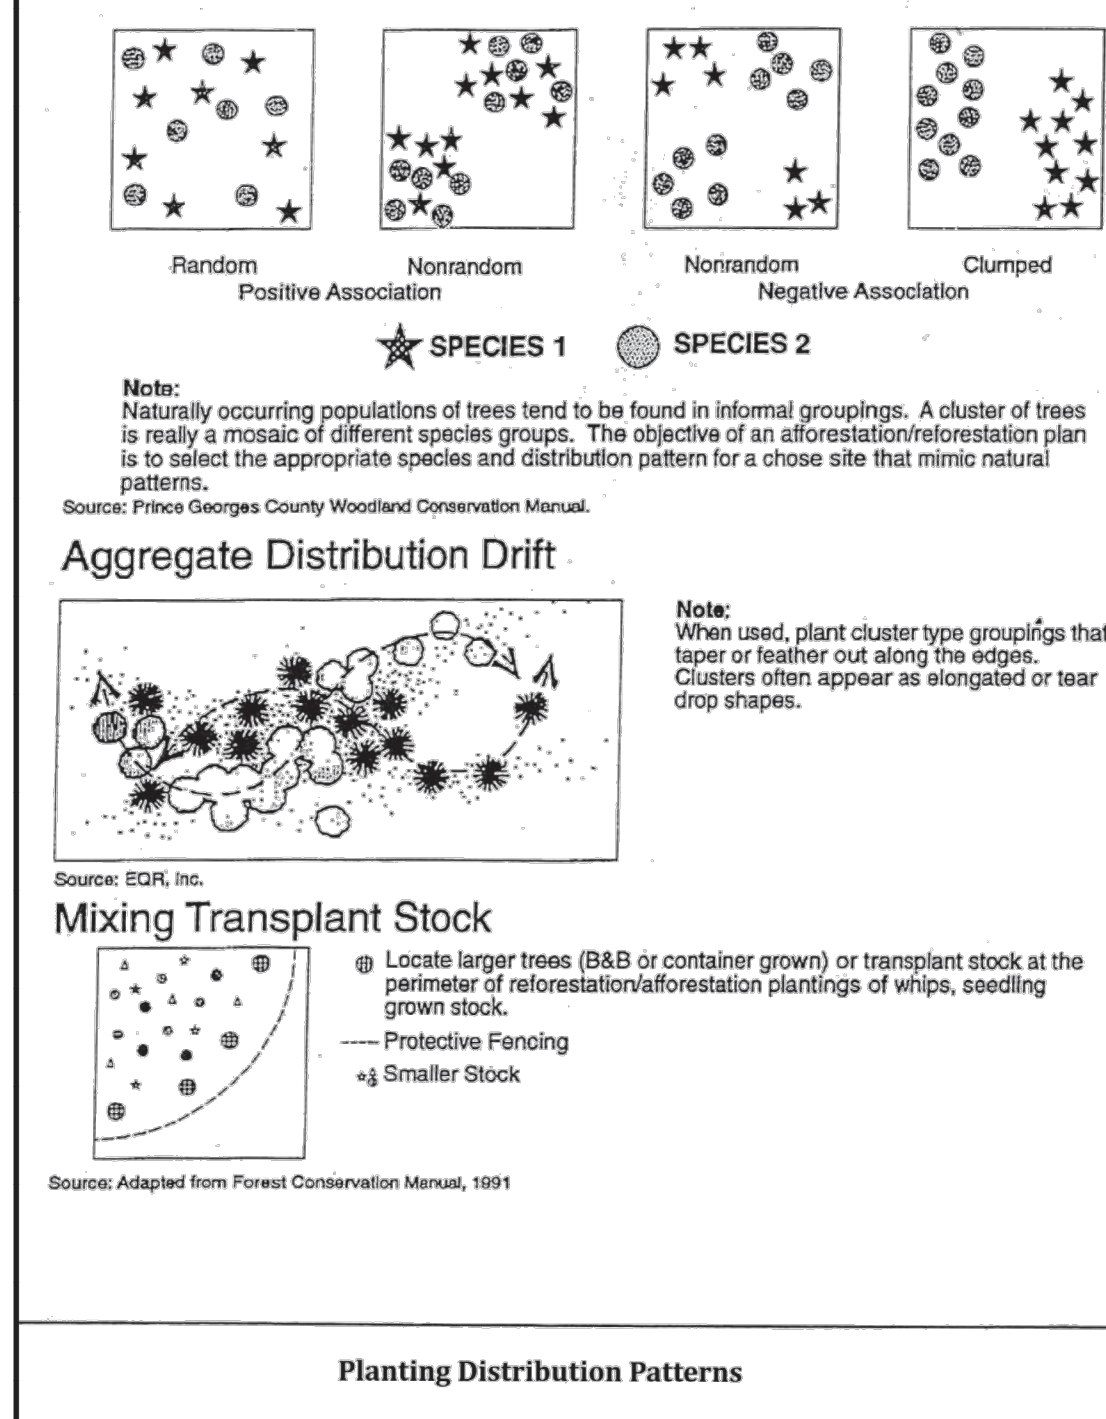 Random
Nonrandom
Nonrandom
Clumped
Positive Association
Negative Association
SPECIES 1
SPECIES 2
Note:
Naturally occurring populations of trees tend to be found in informal groupings. A cluster of trees
is really a mosaic of different species groups. The objective of an afforestation/reforestation plan
is to select the appropriate species and distribution pattern for a chose site that mimic natural
patterns.
Source: Prince Georges County Woodland Conservation Manual.
Aggregate Distribution Drift
Note:
When used, plant cluster type groupings that
taper or feather out along the edges.
Clusters often appear as elongated or tear
drop shapes.
Source: EQR, Inc.
Mixing Transplant Stock
Locate larger trees (B&B or container grown) or transplant stock at the
perimeter of reforestation/afforestation plantings of whips, seedling
grown stock.
Protective Fencing
Smaller Stock
Source: Adapted from Forest Conservation Manual, 1991
Planting Distribution Patterns